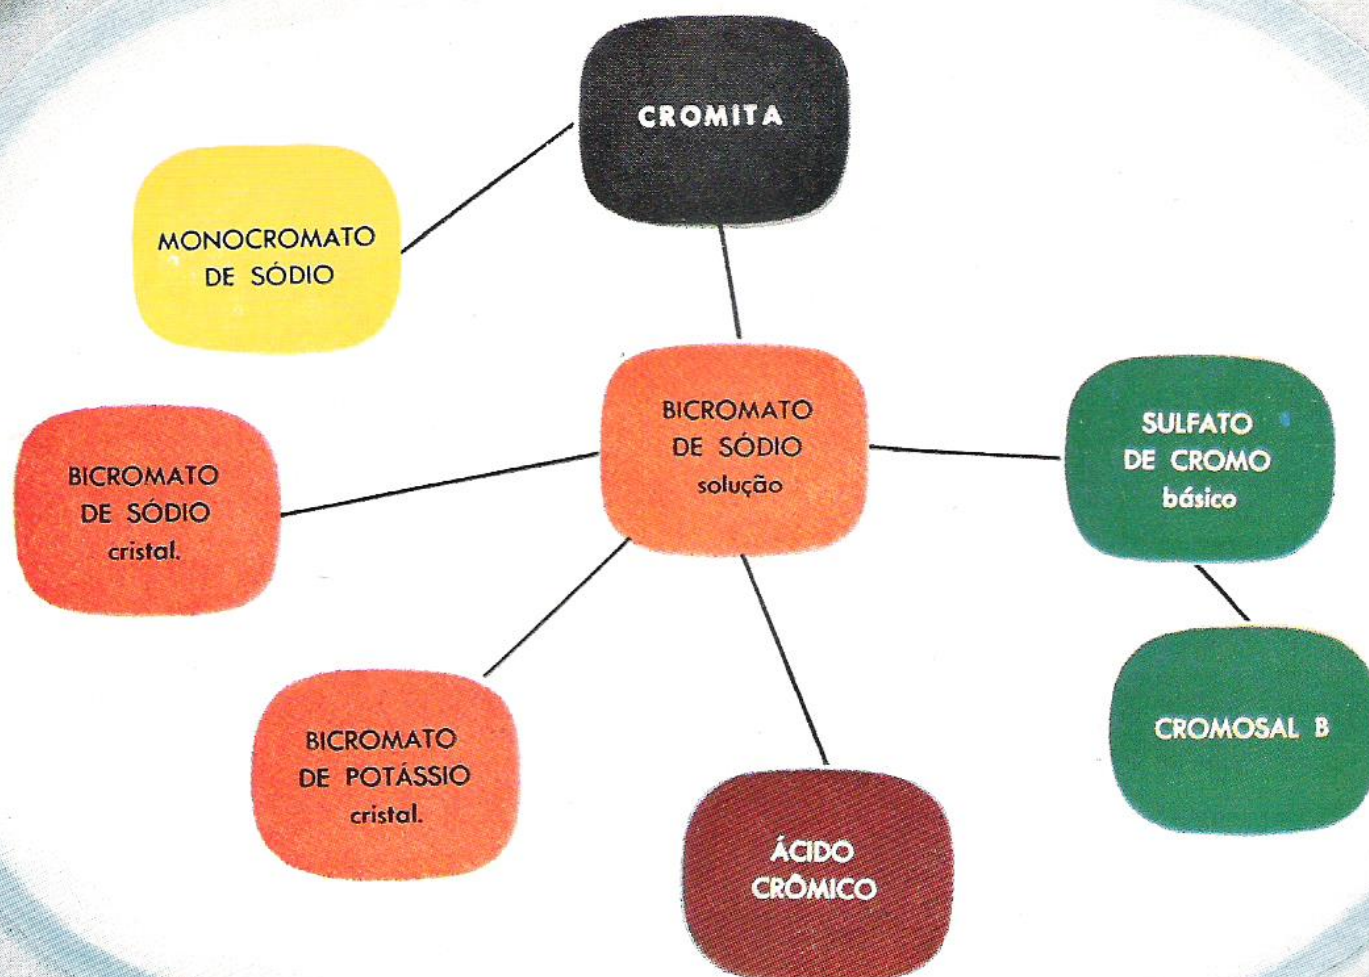 CROMITA
MONOCROMATO
DE SÓDIO
BICROMATO
DE SÓDIO
solução
SULFATO
DE CROMO
básico
BICROMATO
DE SÓDIO
cristal.
BICROMATO
DE POTÁSSIO
cristal.
CROMOSAL B
ÁCIDO
CRÔMICO